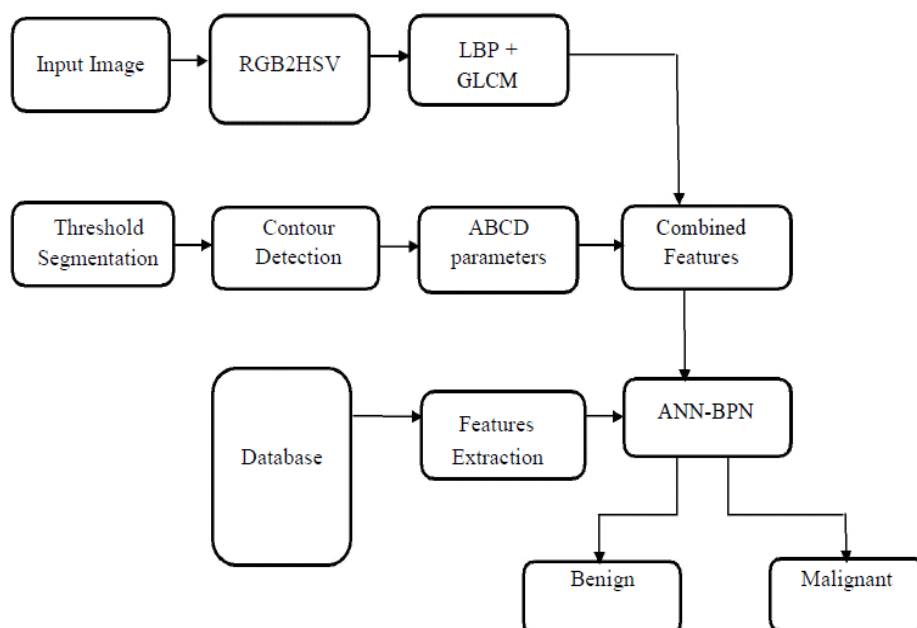 Input Image
RGB2HSV
LBP +
GLCM
Threshold
Segmentation
Contour
Detection
ABCD
parameters
Combined
Features
Database
Features
Extraction
ANN-BPN
Benign
Malignant